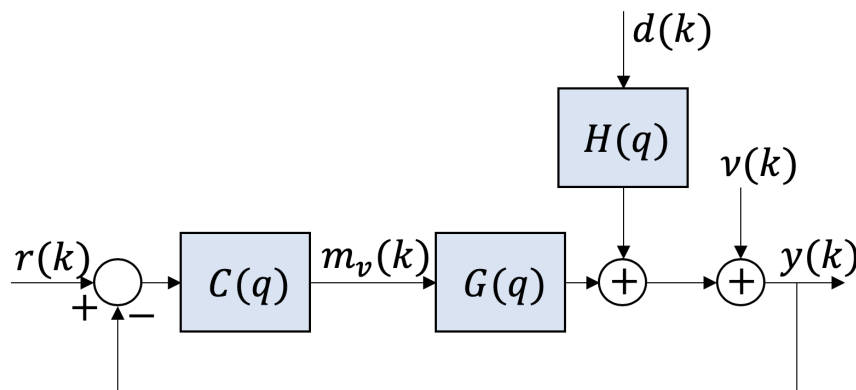 d(k)
H(q)
v(k)
r(k)
+
−
C(q)
m_v(k)
G(q)
+
+
y(k)